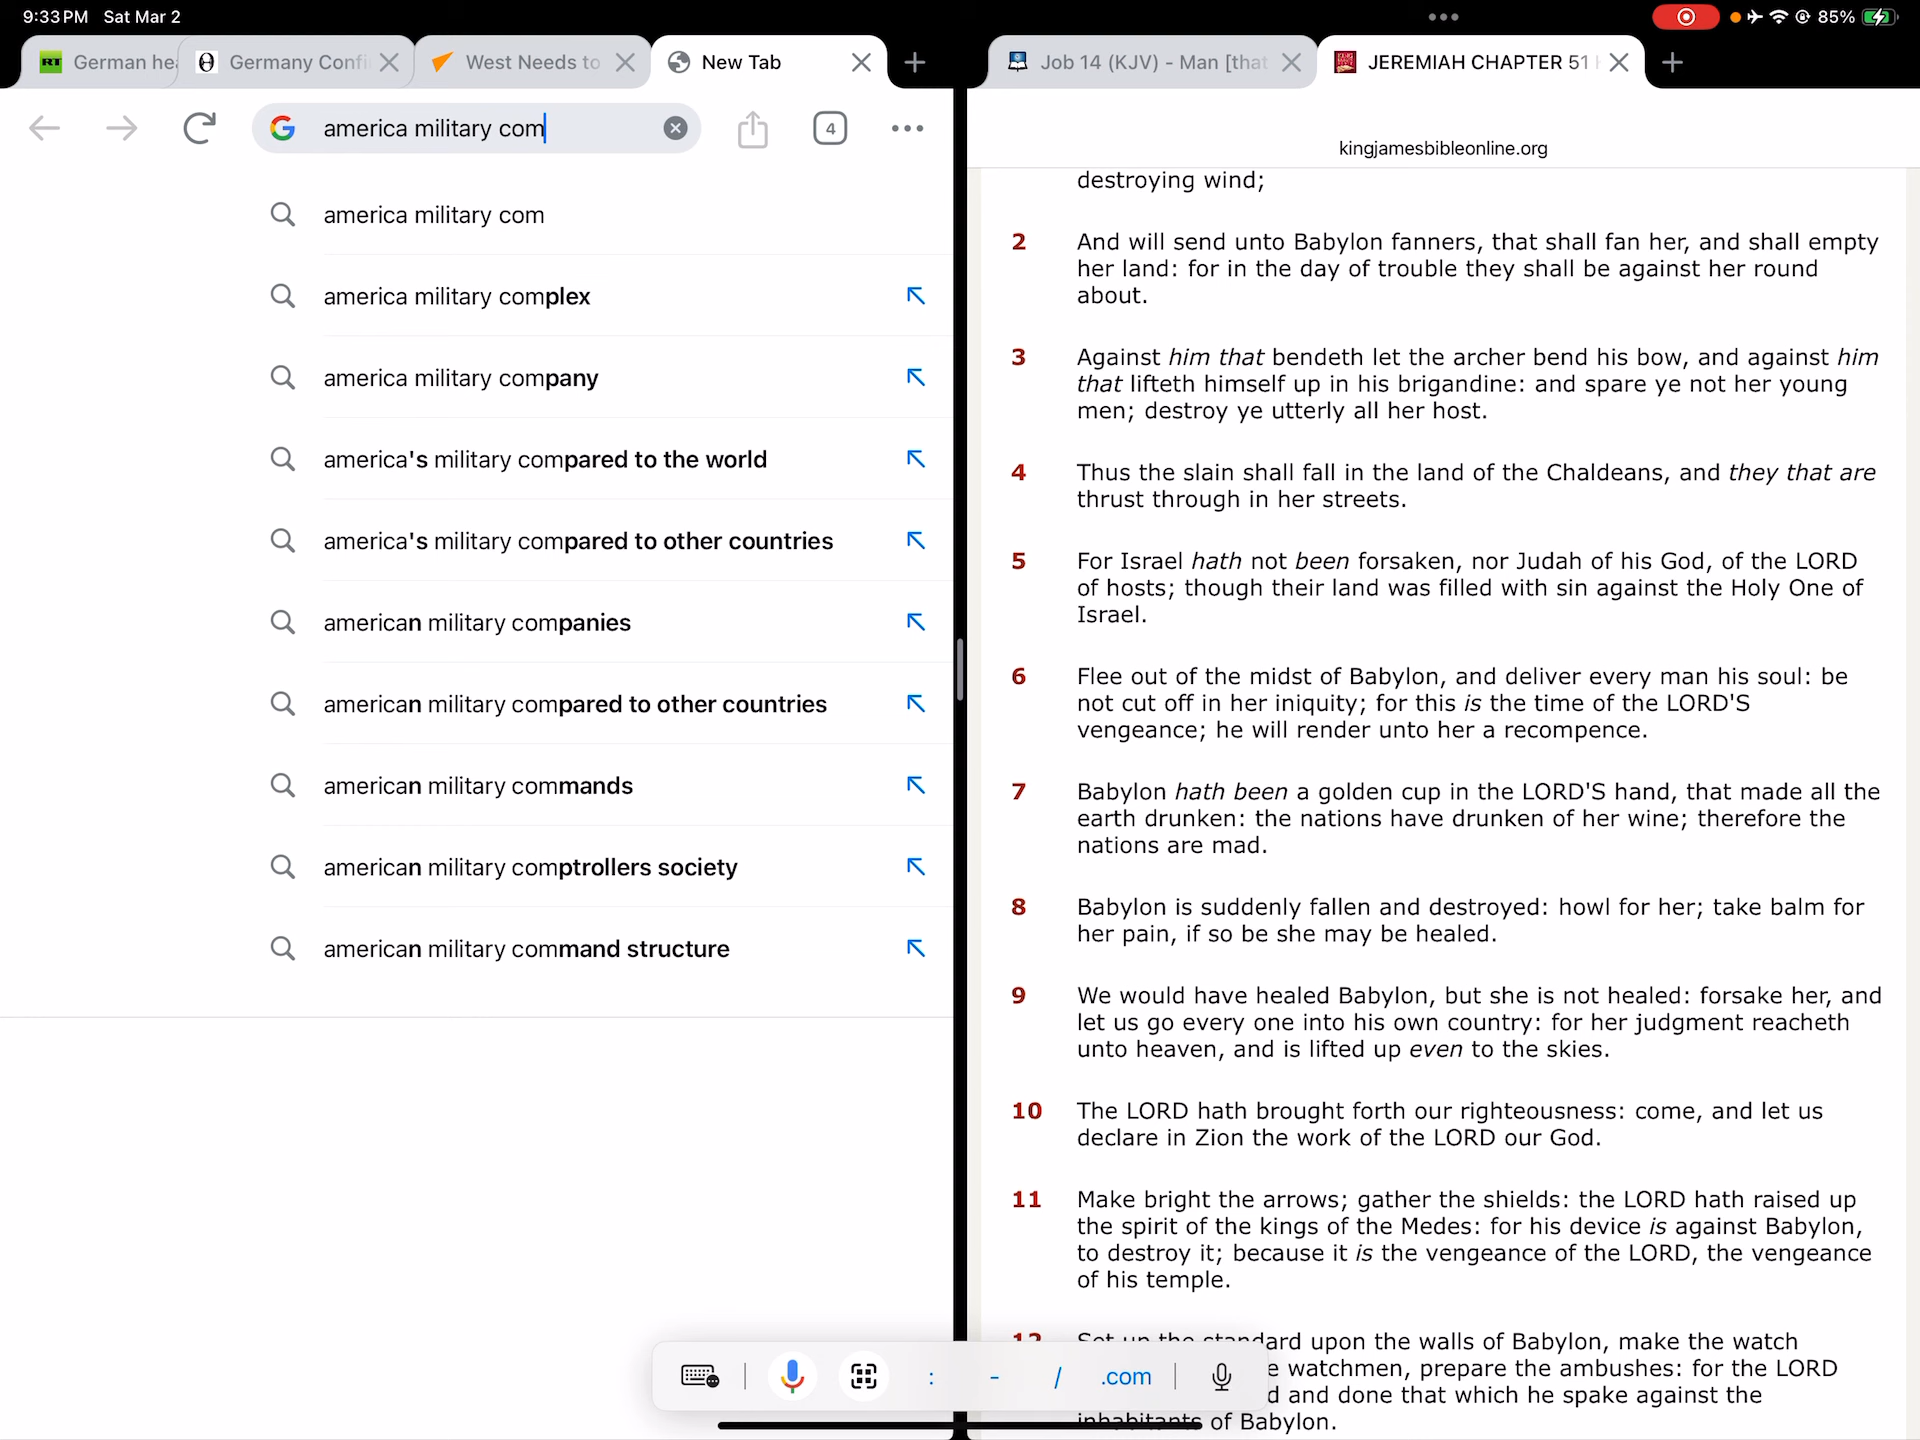 9:33 PM Sat Mar 2
85%
RT German hea
Germany Confi
West Needs to
New Tab
america military com
4
america military com
america military complex
america military company
america's military compared to the world
america's military compared to other countries
american military companies
american military compared to other countries
american military commands
american military comptrollers society
american military command structure
Job 14 (KJV) - Man [that
JEREMIAH CHAPTER 51
kingjamesbibleonline.org
destroying wind;
2 And will send unto Babylon fanners, that shall fan her, and shall empty
her land: for in the day of trouble they shall be against her round
about.
3 Against him that bendeth let the archer bend his bow, and against him
that lifteth himself up in his brigandine: and spare ye not her young
men; destroy ye utterly all her host.
4 Thus the slain shall fall in the land of the Chaldeans, and they that are
thrust through in her streets.
5 For Israel hath not been forsaken, nor Judah of his God, of the LORD
of hosts; though their land was filled with sin against the Holy One of
Israel.
6 Flee out of the midst of Babylon, and deliver every man his soul: be
not cut off in her iniquity; for this is the time of the LORD'S
vengeance; he will render unto her a recompence.
7 Babylon hath been a golden cup in the LORD'S hand, that made all the
earth drunken: the nations have drunken of her wine; therefore the
nations are mad.
8 Babylon is suddenly fallen and destroyed: howl for her; take balm for
her pain, if so be she may be healed.
9 We would have healed Babylon, but she is not healed: forsake her, and
let us go every one into his own country: for her judgment reacheth
unto heaven, and is lifted up even to the skies.
10 The LORD hath brought forth our righteousness: come, and let us
declare in Zion the work of the LORD our God.
11 Make bright the arrows; gather the shields: the LORD hath raised up
the spirit of the kings of the Medes: for his device is against Babylon,
to destroy it; because it is the vengeance of the LORD, the vengeance
of his temple.
12 Set up the standard upon the walls of Babylon, make the watch
e watchmen, prepare the ambushes: for the LORD
d and done that which he spake against the
inhabitants of Babylon.
: - / .com